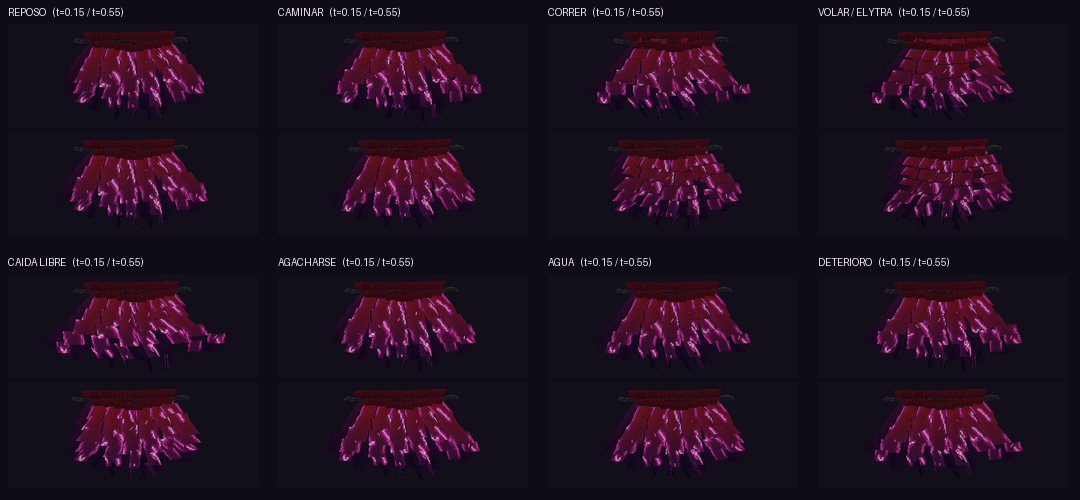 REPOSO (t=0.15 / t=0.55)
CAMINAR (t=0.15 / t=0.55)
CORRER (t=0.15 / t=0.55)
VOLAR / ELYTRA (t=0.15 / t=0.55)
CAIDA LIBRE (t=0.15 / t=0.55)
AGACHARSE (t=0.15 / t=0.55)
AGUA (t=0.15 / t=0.55)
DETERIORO (t=0.15 / t=0.55)